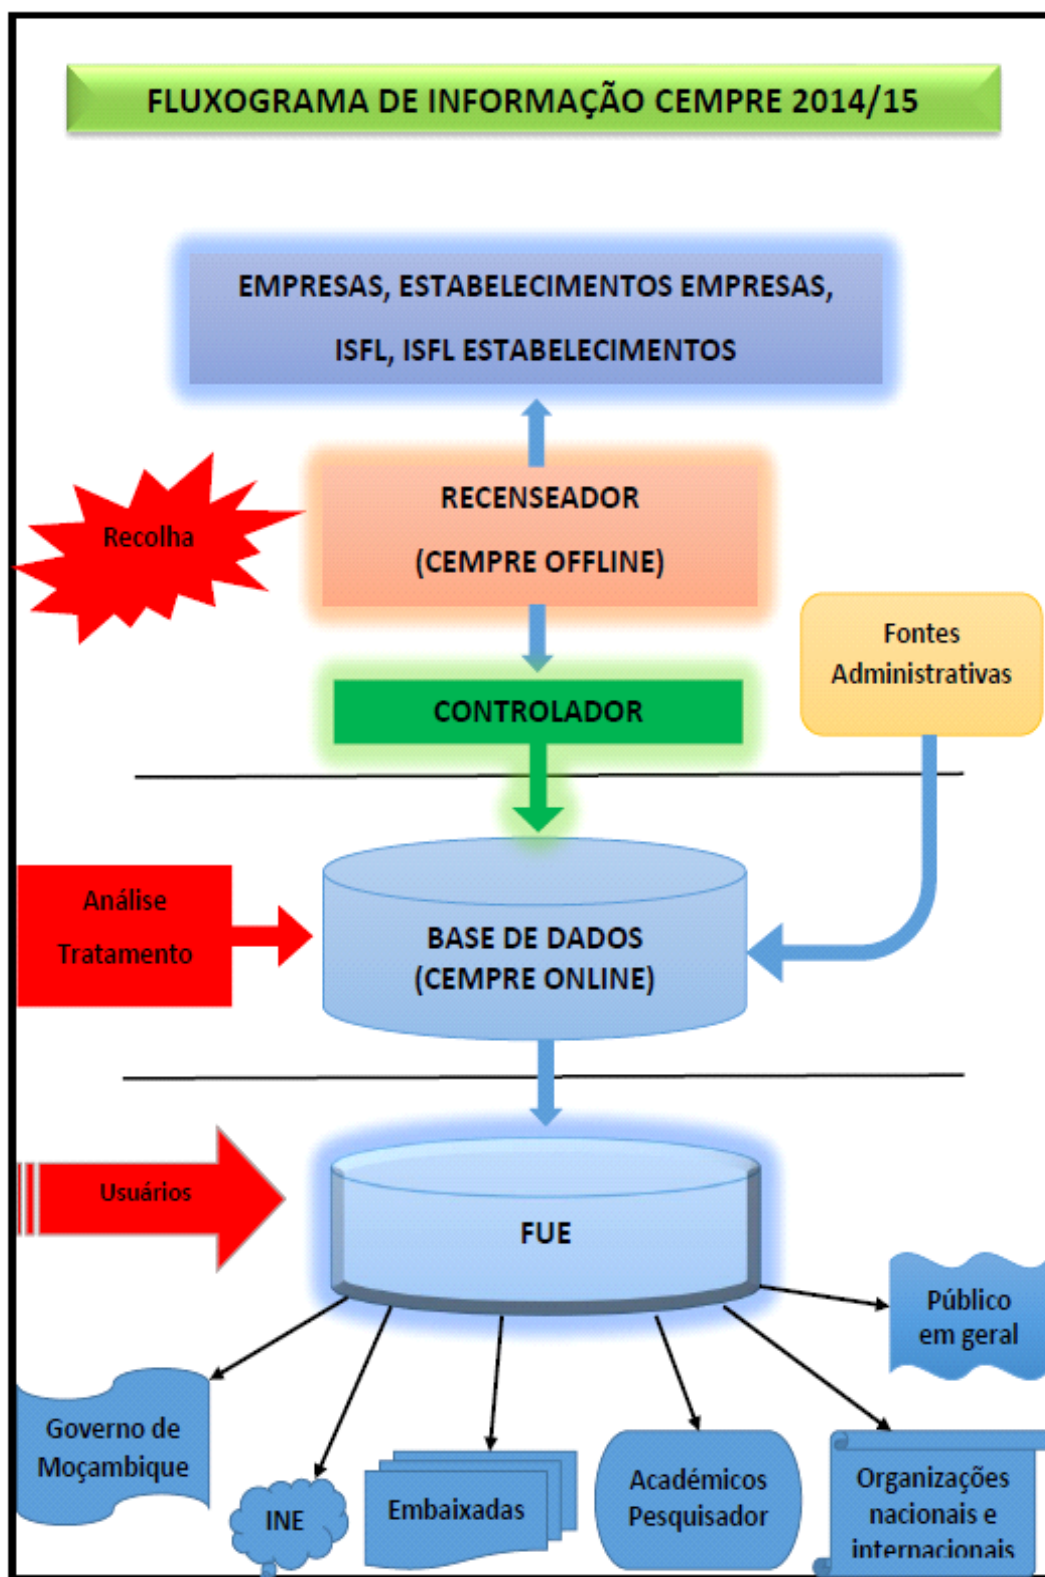 FLUXOGRAMA DE INFORMAÇÃO CEMPRE 2014/15
EMPRESAS, ESTABELECIMENTOS EMPRESAS,
ISFL, ISFL ESTABELECIMENTOS
Recolha
RECENSEADOR
(CEMPRE OFFLINE)
Fontes
Administrativas
CONTROLADOR
Análise
Tratamento
BASE DE DADOS
(CEMPRE ONLINE)
Usuários
FUE
Público
em geral
Governo de
Moçambique
INE
Embaixadas
Académicos
Pesquisador
Organizações
nacionais e
internacionais